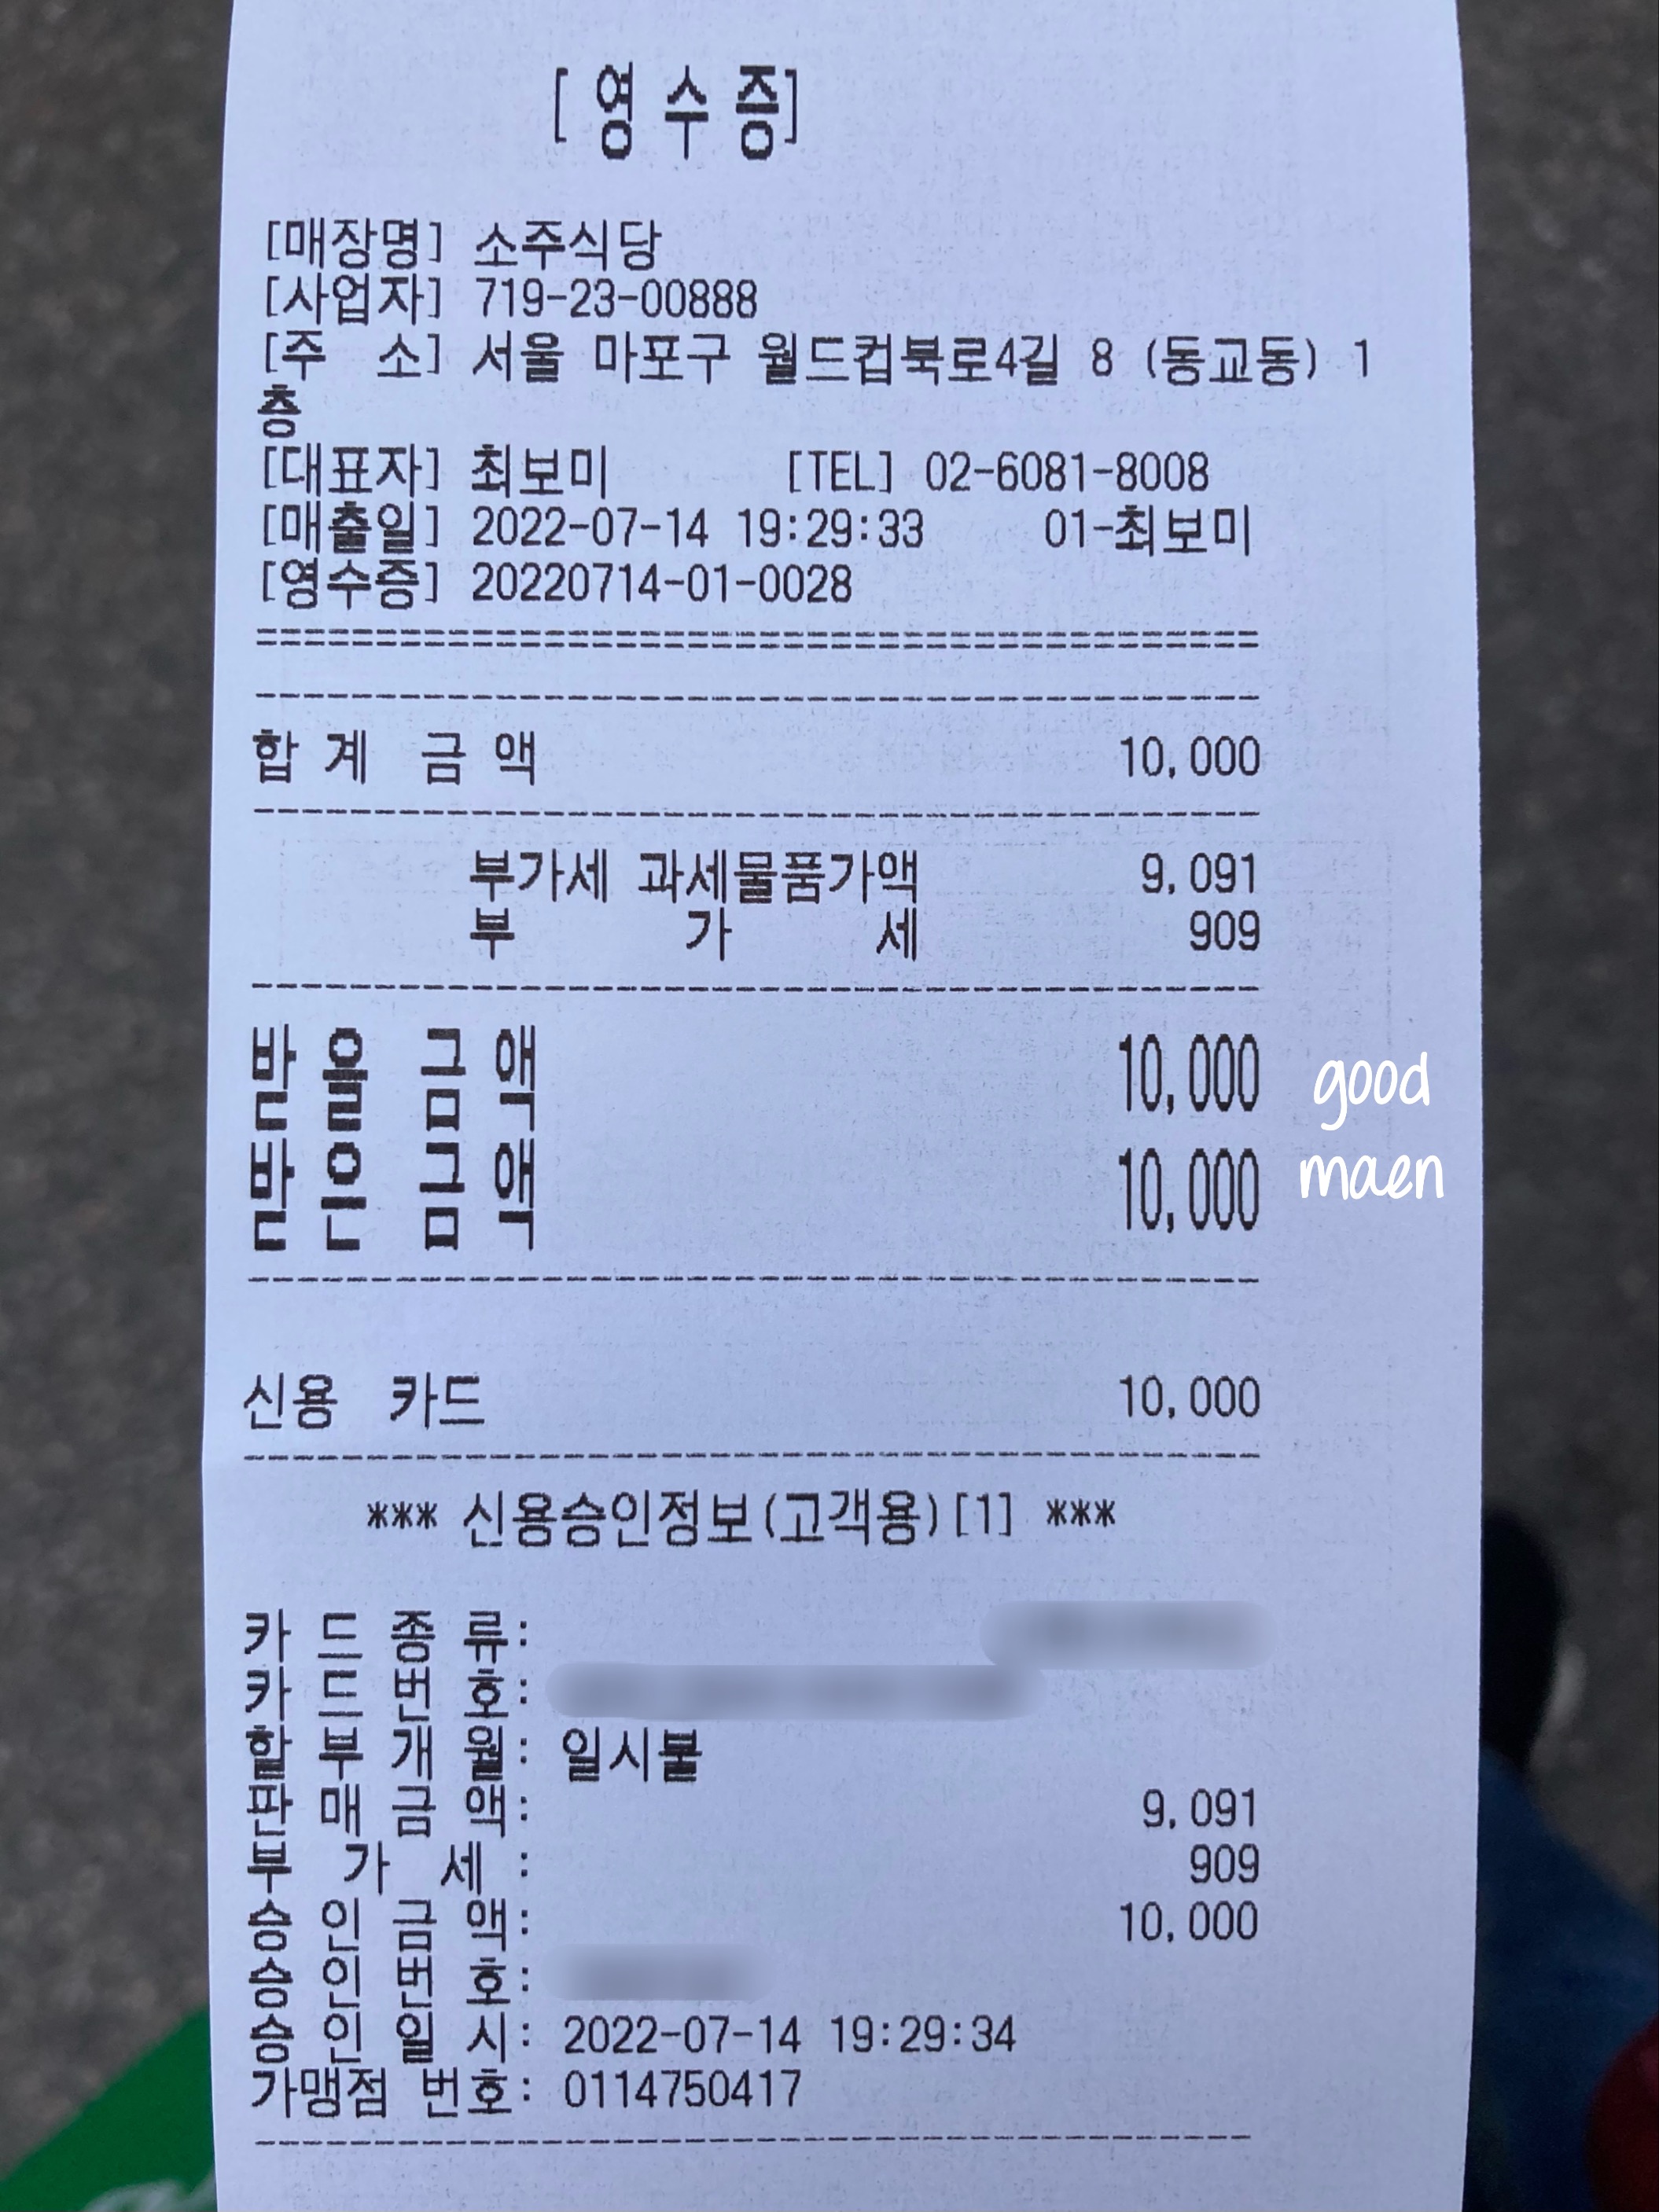 [ 영 수 증]
[매장명] 소주식당
[사업자] 719-23-00888
[주 소] 서울 마포구 월드컵북로4길 8 (동교동) 1
층
[대표자] 최보미 [TEL] 02-6081-8008
[매출일] 2022-07-14 19:29:33 01-최보미
[영수증] 20220714-01-0028
합 계 금 액 10,000
부가세 과세물품가액 9,091
부 가 세 909
받 을 금 액 10,000 good
받 은 금 액 10,000 maen
신용 카드 10,000
*** 신용승인정보(고객용)[1] ***
카 드 종 류:
카 드 번 호:
할 부 개 월: 일시불
판 매 금 액: 9,091
부 가 세 : 909
승 인 금 액: 10,000
승 인 번 호:
승 인 일 시: 2022-07-14 19:29:34
가맹점 번호: 0114750417